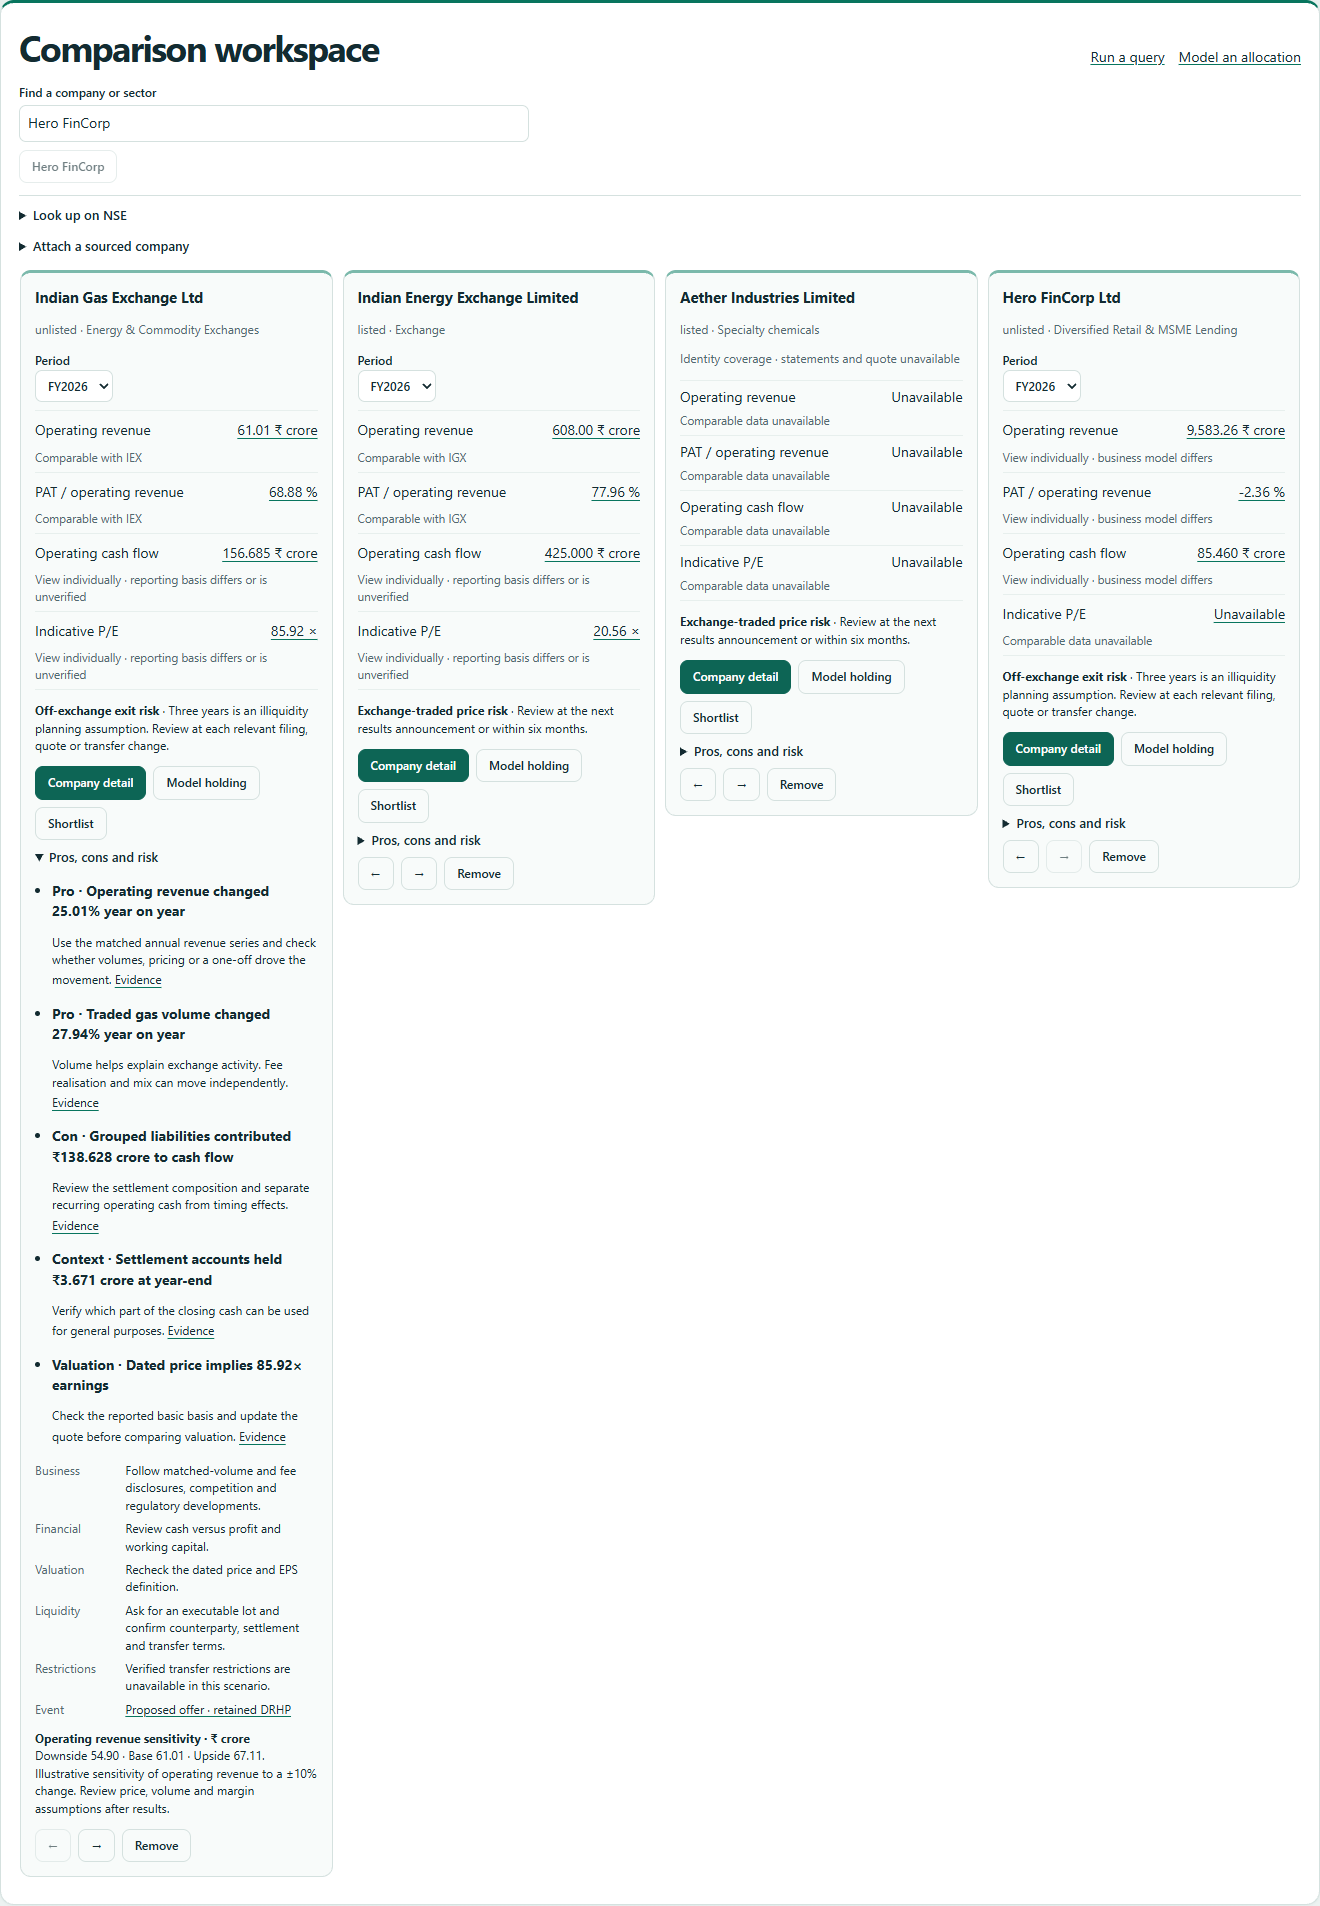 Comparison workspace
Run a query
Model an allocation
Find a company or sector
Hero FinCorp
Hero FinCorp
▶ Look up on NSE
▶ Attach a sourced company
Indian Gas Exchange Ltd
unlisted · Energy & Commodity Exchanges
Period
FY2026
Operating revenue 61.01 ₹ crore
Comparable with IEX
PAT / operating revenue 68.88 %
Comparable with IEX
Operating cash flow 156.685 ₹ crore
View individually · reporting basis differs or is
unverified
Indicative P/E 85.92 ×
View individually · reporting basis differs or is
unverified
Off-exchange exit risk · Three years is an illiquidity
planning assumption. Review at each relevant filing,
quote or transfer change.
Company detail
Model holding
Shortlist
▼ Pros, cons and risk
• Pro · Operating revenue changed
25.01% year on year
Use the matched annual revenue series and check
whether volumes, pricing or a one-off drove the
movement. Evidence
• Pro · Traded gas volume changed
27.94% year on year
Volume helps explain exchange activity. Fee
realisation and mix can move independently.
Evidence
• Con · Grouped liabilities contributed
₹138.628 crore to cash flow
Review the settlement composition and separate
recurring operating cash from timing effects.
Evidence
• Context · Settlement accounts held
₹3.671 crore at year-end
Verify which part of the closing cash can be used
for general purposes. Evidence
• Valuation · Dated price implies 85.92×
earnings
Check the reported basic basis and update the
quote before comparing valuation. Evidence
Business Follow matched-volume and fee
disclosures, competition and
regulatory developments.
Financial Review cash versus profit and
working capital.
Valuation Recheck the dated price and EPS
definition.
Liquidity Ask for an executable lot and
confirm counterparty, settlement
and transfer terms.
Restrictions Verified transfer restrictions are
unavailable in this scenario.
Event Proposed offer · retained DRHP
Operating revenue sensitivity · ₹ crore
Downside 54.90 · Base 61.01 · Upside 67.11.
Illustrative sensitivity of operating revenue to a ±10%
change. Review price, volume and margin
assumptions after results.
← → Remove
Indian Energy Exchange Limited
listed · Exchange
Period
FY2026
Operating revenue 608.00 ₹ crore
Comparable with IGX
PAT / operating revenue 77.96 %
Comparable with IGX
Operating cash flow 425.000 ₹ crore
View individually · reporting basis differs or is
unverified
Indicative P/E 20.56 ×
View individually · reporting basis differs or is
unverified
Exchange-traded price risk · Review at the next
results announcement or within six months.
Company detail
Model holding
Shortlist
▶ Pros, cons and risk
← → Remove
Aether Industries Limited
listed · Specialty chemicals
Identity coverage · statements and quote unavailable
Operating revenue Unavailable
Comparable data unavailable
PAT / operating revenue Unavailable
Comparable data unavailable
Operating cash flow Unavailable
Comparable data unavailable
Indicative P/E Unavailable
Comparable data unavailable
Exchange-traded price risk · Review at the next
results announcement or within six months.
Company detail
Model holding
Shortlist
▶ Pros, cons and risk
← → Remove
Hero FinCorp Ltd
unlisted · Diversified Retail & MSME Lending
Period
FY2026
Operating revenue 9,583.26 ₹ crore
View individually · business model differs
PAT / operating revenue -2.36 %
View individually · business model differs
Operating cash flow 85.460 ₹ crore
View individually · business model differs
Indicative P/E Unavailable
Comparable data unavailable
Off-exchange exit risk · Three years is an illiquidity
planning assumption. Review at each relevant filing,
quote or transfer change.
Company detail
Model holding
Shortlist
▶ Pros, cons and risk
← → Remove